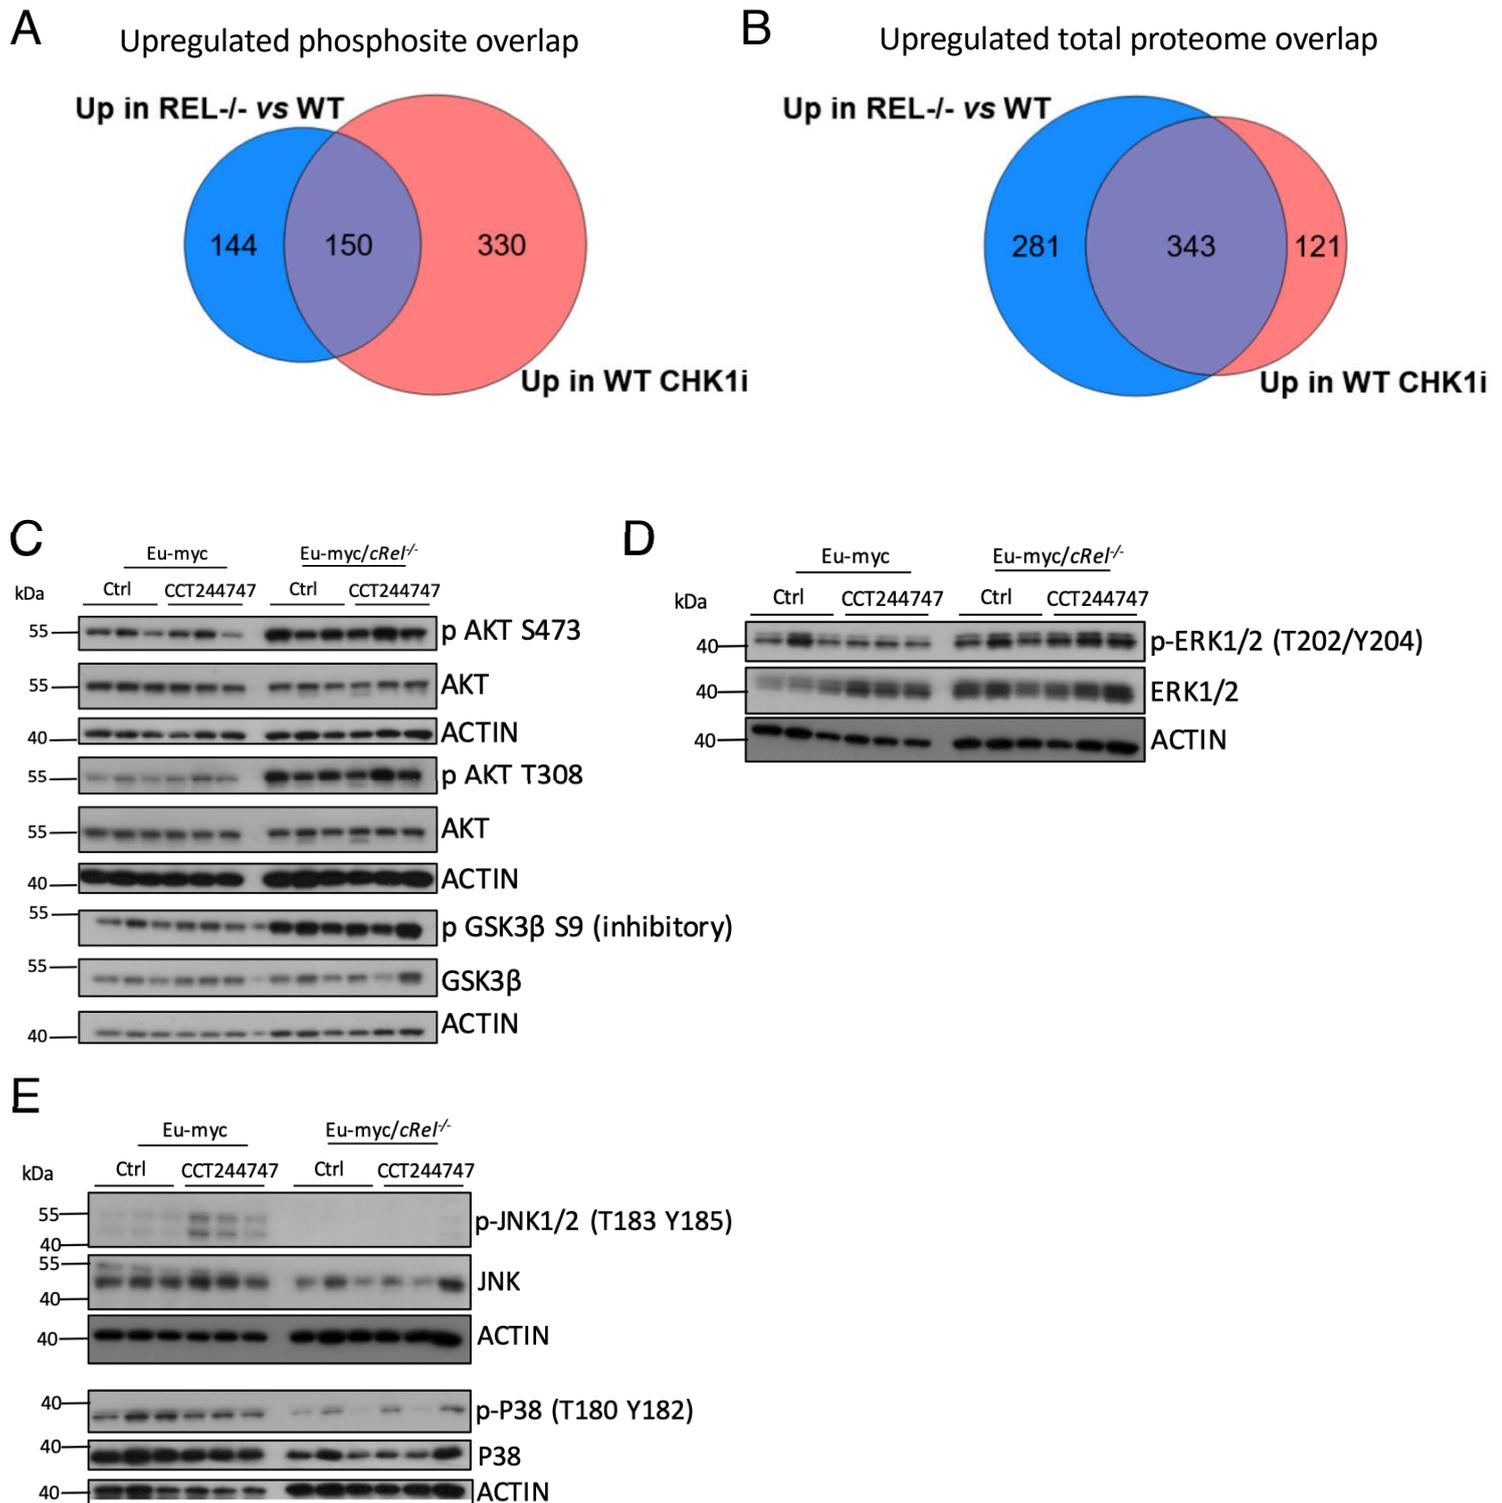 A
Upregulated phosphosite overlap
Up in REL-/- vs WT
144
150
330
Up in WT CHK1i
B
Upregulated total proteome overlap
Up in REL-/- vs WT
281
343
121
Up in WT CHK1i
C
Eu-myc Eu-myc/cRel-/-
kDa Ctrl CCT244747 Ctrl CCT244747
55 p AKT S473
55 AKT
40 ACTIN
55 p AKT T308
55 AKT
40 ACTIN
55 p GSK3β S9 (inhibitory)
55 GSK3β
40 ACTIN
D
Eu-myc Eu-myc/cRel-/-
kDa Ctrl CCT244747 Ctrl CCT244747
40 p-ERK1/2 (T202/Y204)
40 ERK1/2
40 ACTIN
E
Eu-myc Eu-myc/cRel-/-
kDa Ctrl CCT244747 Ctrl CCT244747
55 p-JNK1/2 (T183 Y185)
40
55 JNK
40
40 ACTIN
40 p-P38 (T180 Y182)
40 P38
40 ACTIN